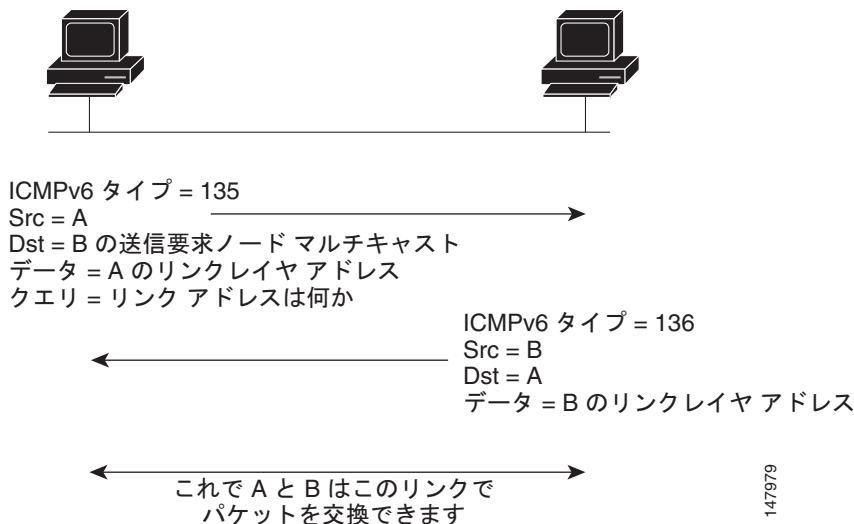 ICMPv6 タイプ = 135
Src = A
Dst = B の送信要求ノード マルチキャスト
データ = A のリンクレイヤ アドレス
クエリ = リンク アドレスは何か
ICMPv6 タイプ = 136
Src = B
Dst = A
データ = B のリンクレイヤ アドレス
これで A と B はこのリンクで
パケットを交換できます
147979